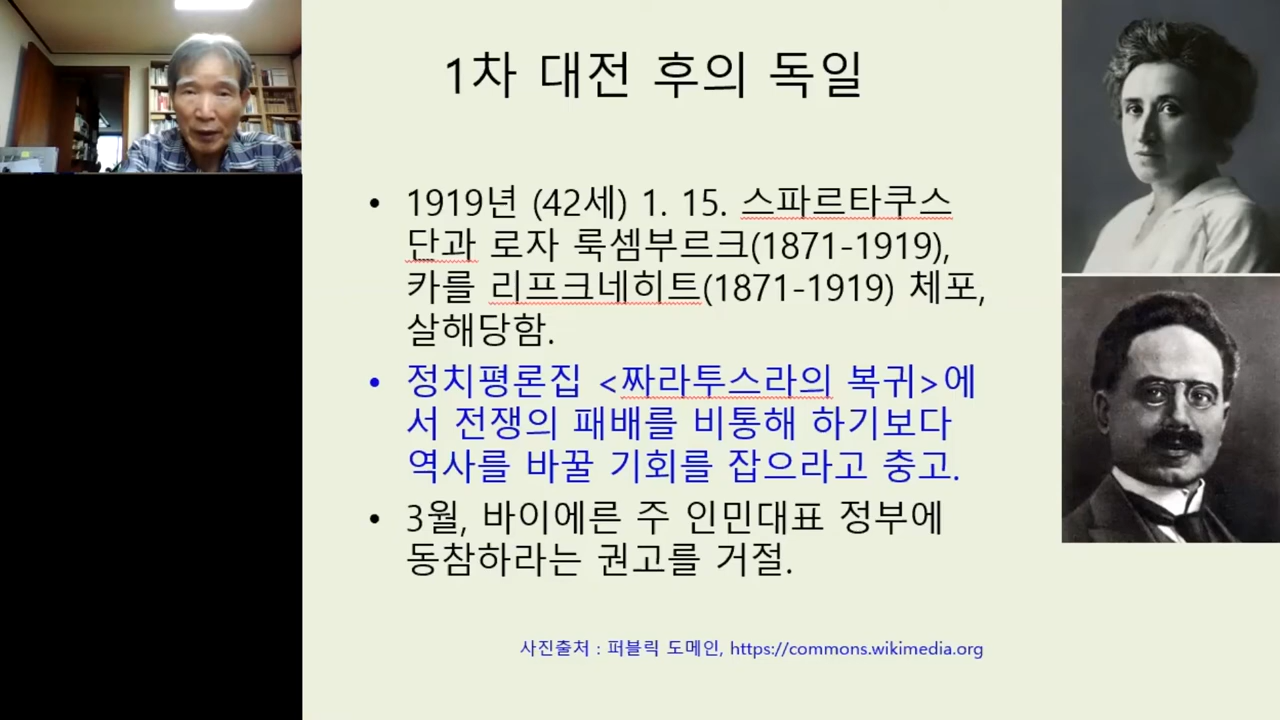 1차 대전 후의 독일
• 1919년 (42세) 1. 15. 스파르타쿠스
단과 로자 룩셈부르크(1871-1919),
카를 리프크네히트(1871-1919) 체포,
살해당함.
• 정치평론집 <짜라투스라의 복귀>에
서 전쟁의 패배를 비통해 하기보다
역사를 바꿀 기회를 잡으라고 충고.
• 3월, 바이에른 주 인민대표 정부에
동참하라는 권고를 거절.
사진출처 : 퍼블릭 도메인, https://commons.wikimedia.org